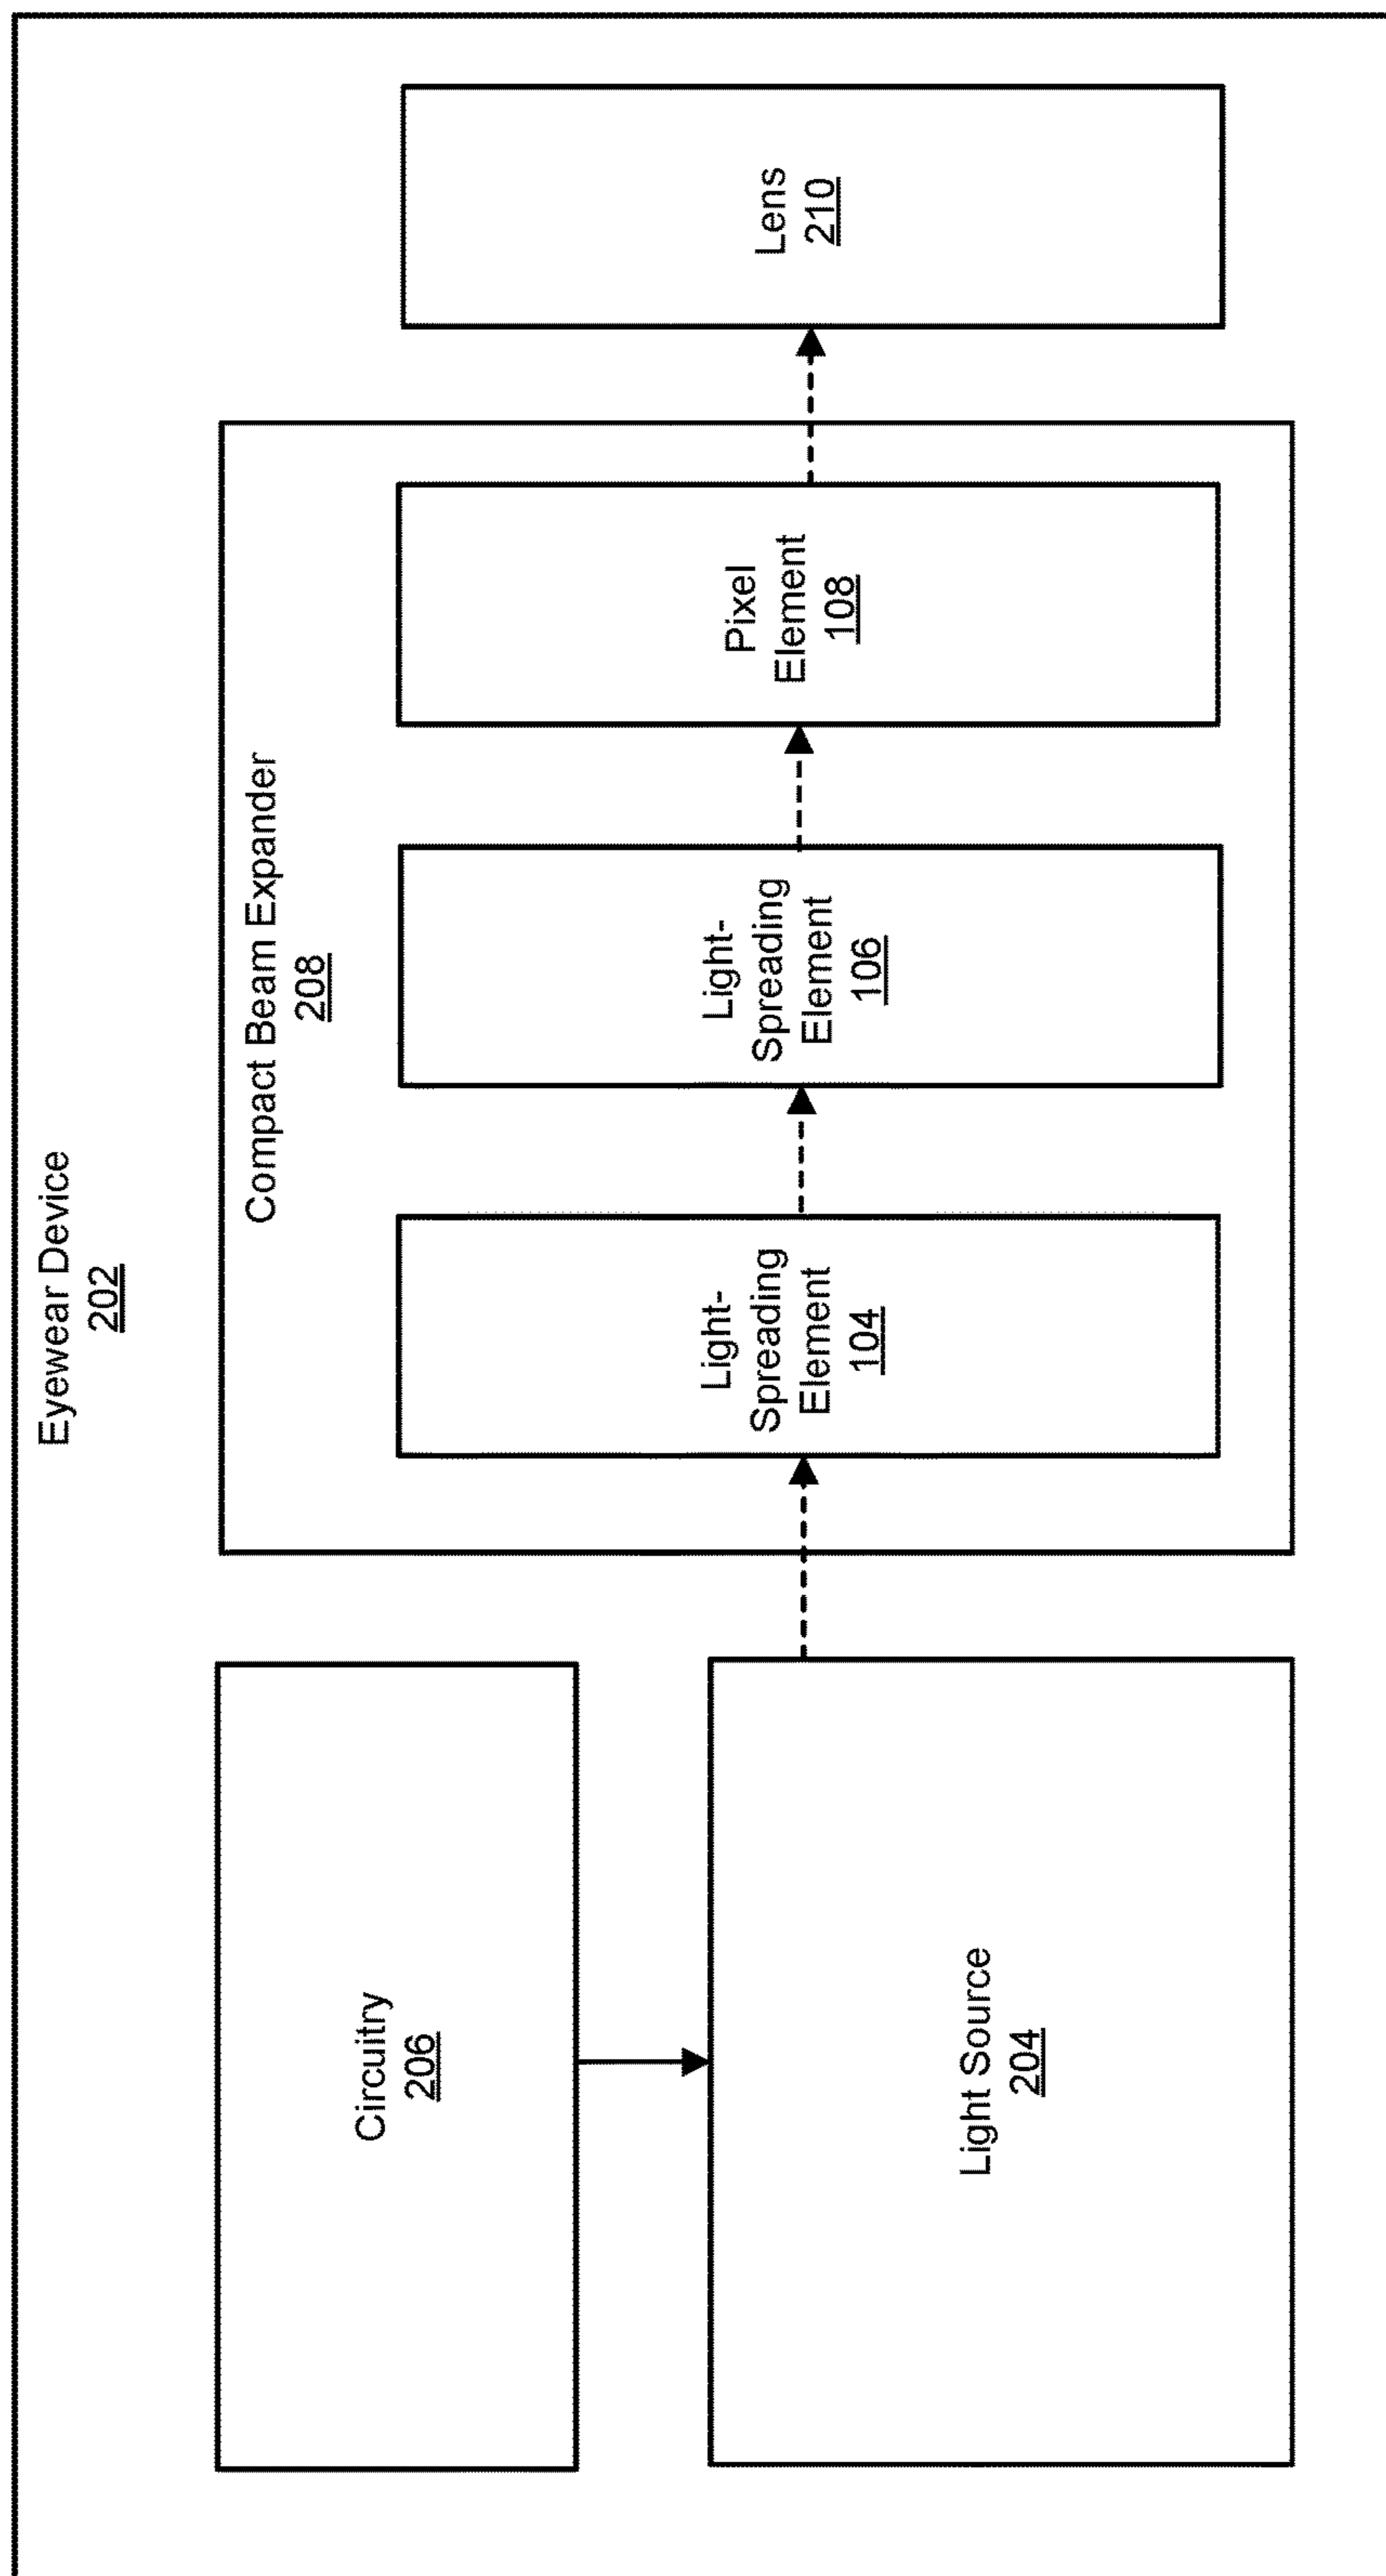 Eyewear Device
202
Circuitry
206
Light Source
204
Compact Beam Expander
208
Light-
Spreading
Element
104
Light-
Spreading
Element
106
Pixel
Element
108
Lens
210